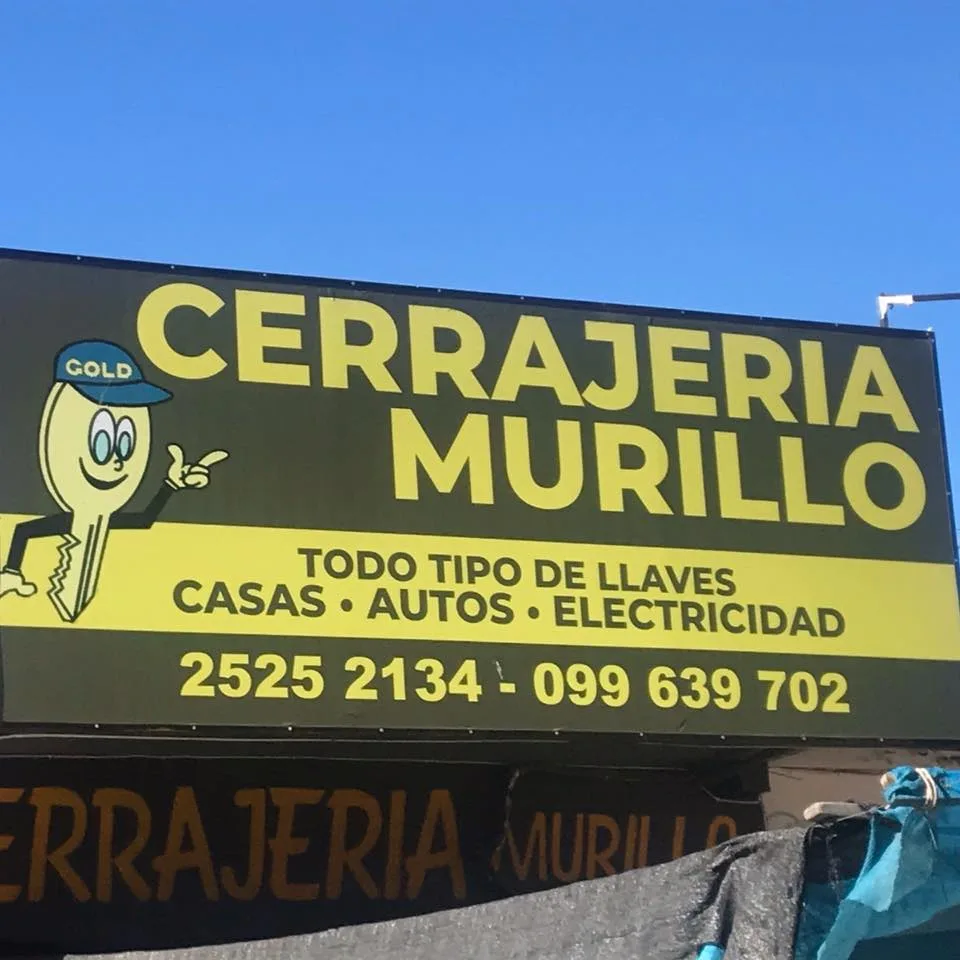 CERRAJERIA
MURILLO
GOLD
TODO TIPO DE LLAVES
CASAS • AUTOS • ELECTRICIDAD
2525 2134 - 099 639 702
ERRAJERIA MURILLO